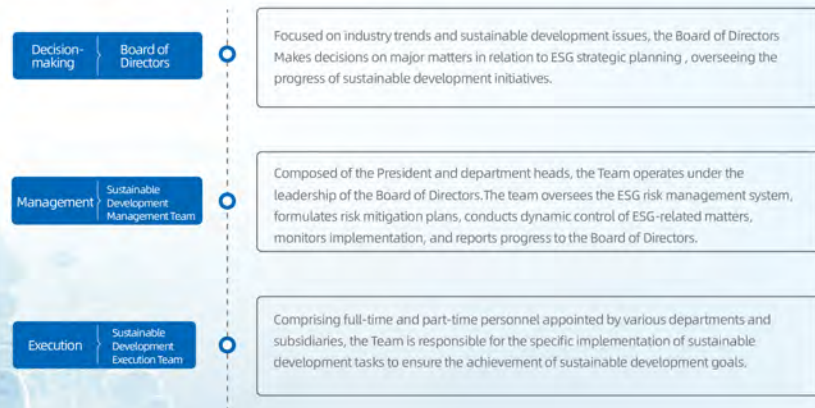 Decision-
making
Board of
Directors
Focused on industry trends and sustainable development issues, the Board of Directors
Makes decisions on major matters in relation to ESG strategic planning , overseeing the
progress of sustainable development initiatives.
Management
Sustainable
Development
Management Team
Composed of the President and department heads, the Team operates under the
leadership of the Board of Directors.The team oversees the ESG risk management system,
formulates risk mitigation plans, conducts dynamic control of ESG-related matters,
monitors implementation, and reports progress to the Board of Directors.
Execution
Sustainable
Development
Execution Team
Comprising full-time and part-time personnel appointed by various departments and
subsidiaries, the Team is responsible for the specific implementation of sustainable
development tasks to ensure the achievement of sustainable development goals.